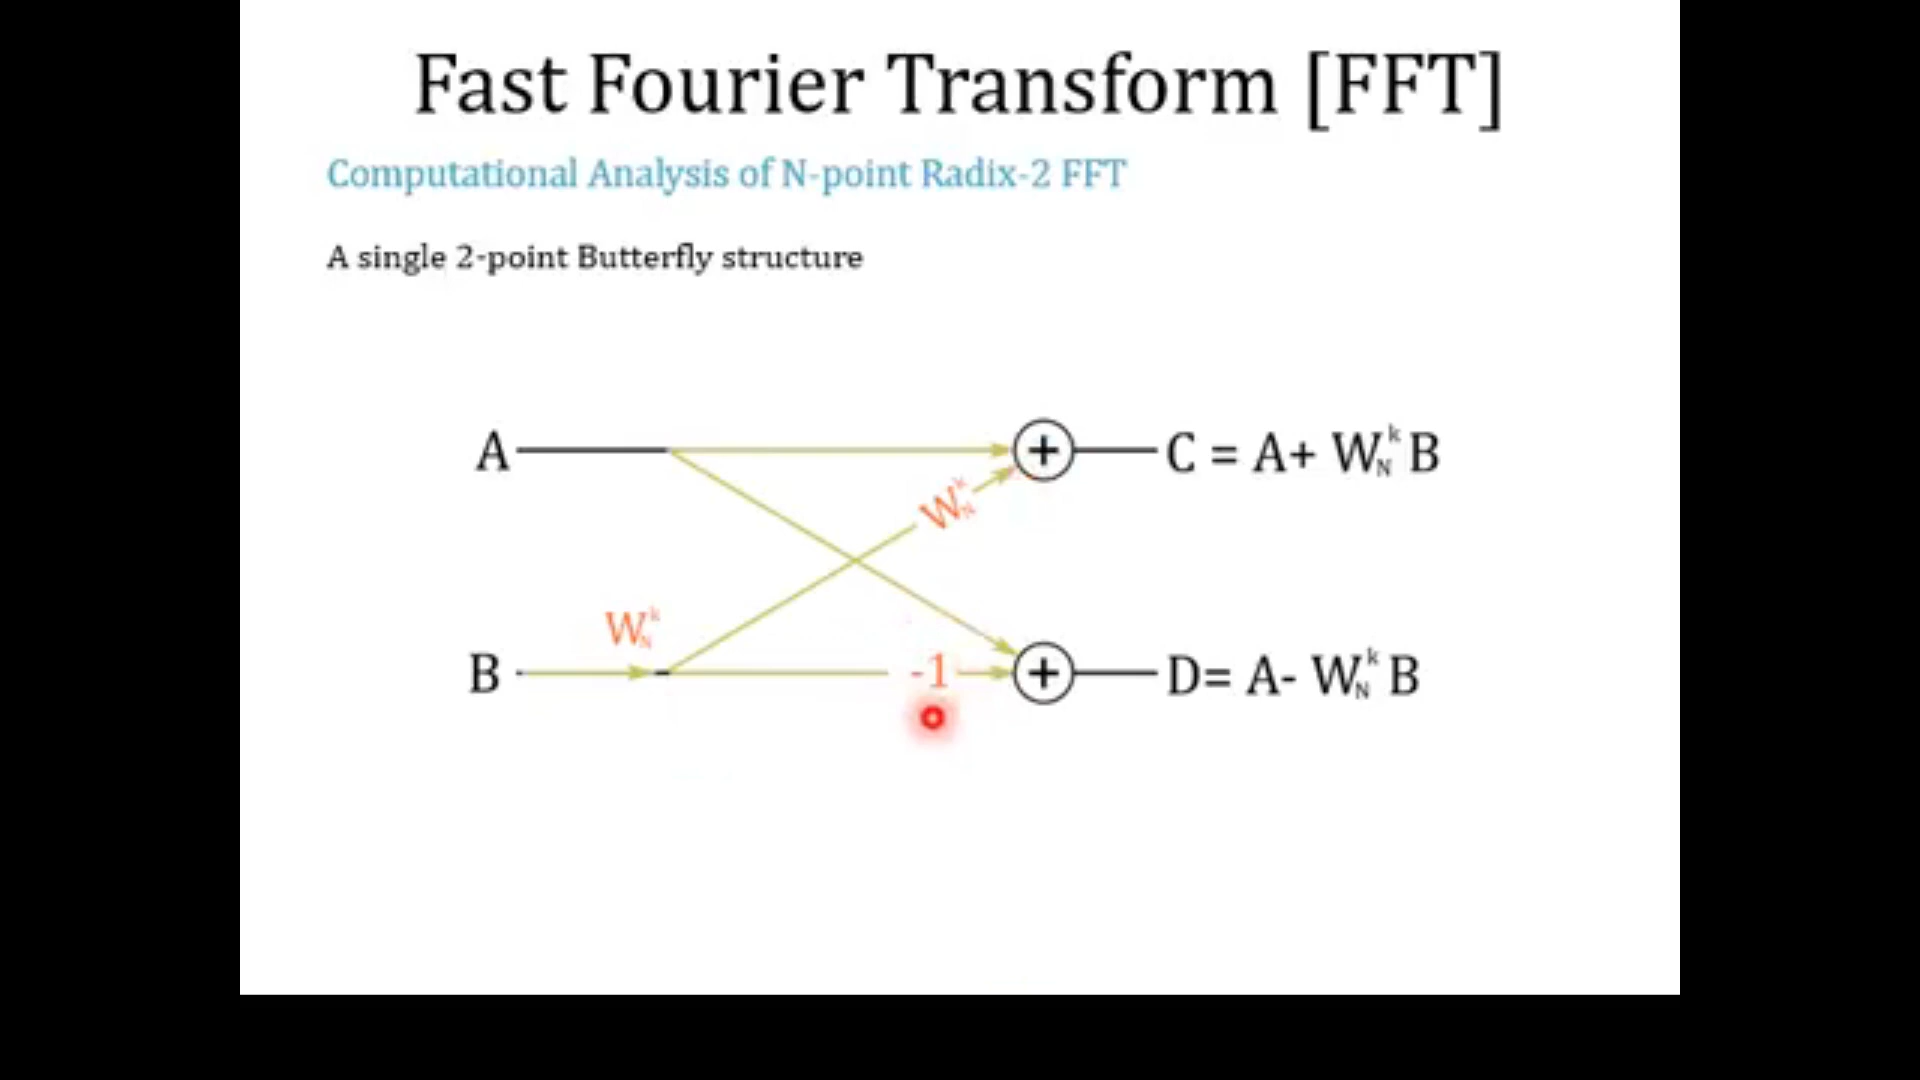 Fast Fourier Transform [FFT]
Computational Analysis of N-point Radix-2 FFT
A single 2-point Butterfly structure
A
+
C = A+ W_N^k B
W_N^k
W_N^k
B
-1
+
D= A- W_N^k B